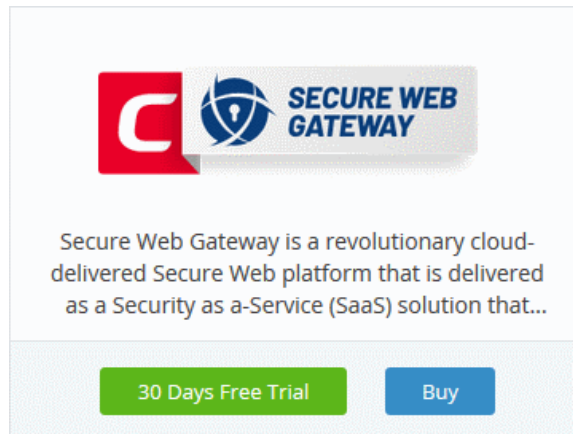 C
SECURE WEB
GATEWAY
Secure Web Gateway is a revolutionary cloud-
delivered Secure Web platform that is delivered
as a Security as a-Service (SaaS) solution that...
30 Days Free Trial
Buy